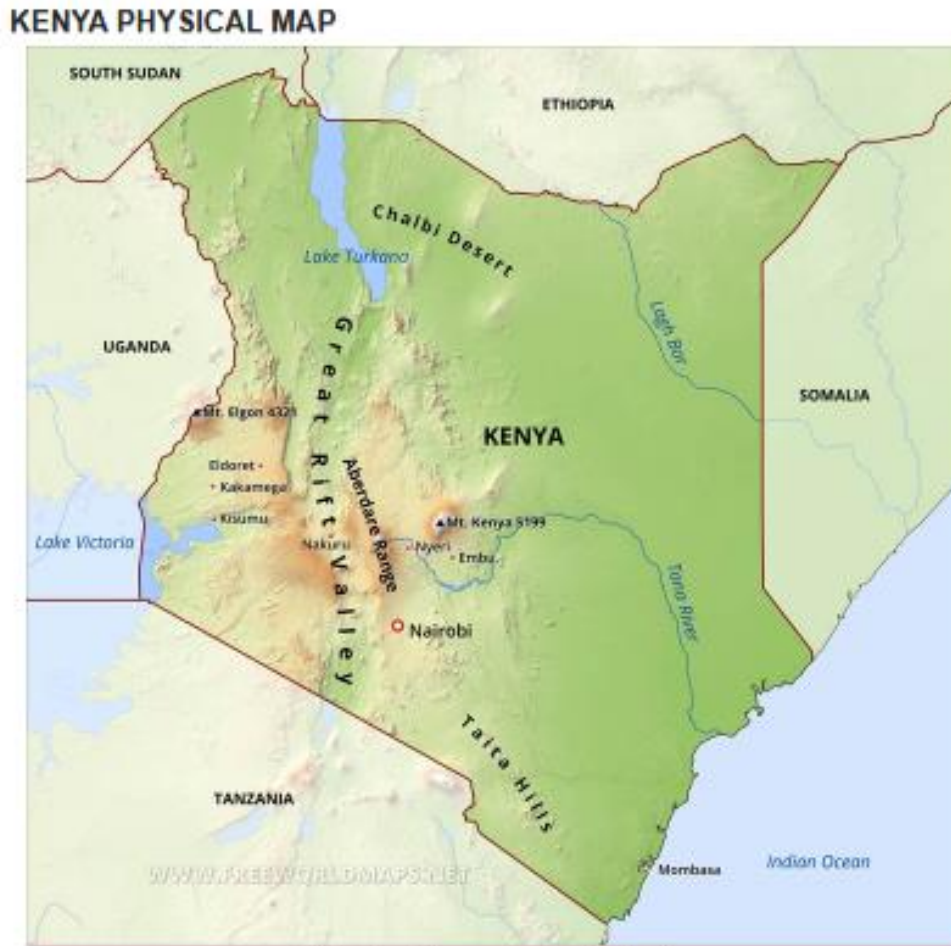 KENYA PHYSICAL MAP
SOUTH SUDAN
ETHIOPIA
Chalbi Desert
Lake Turkana
Lagh Bor
UGANDA
Great Rift Valley
SOMALIA
Mt. Elgon 4321
KENYA
Eldoret
Aberdare Range
Kakamega
Kisumu
Mt. Kenya 5199
Lake Victoria
Nakuru
Nyeri
Embu
Tana River
Nairobi
Taita Hills
TANZANIA
Indian Ocean
Mombasa
WWW.FREEWORLDMAPS.NET